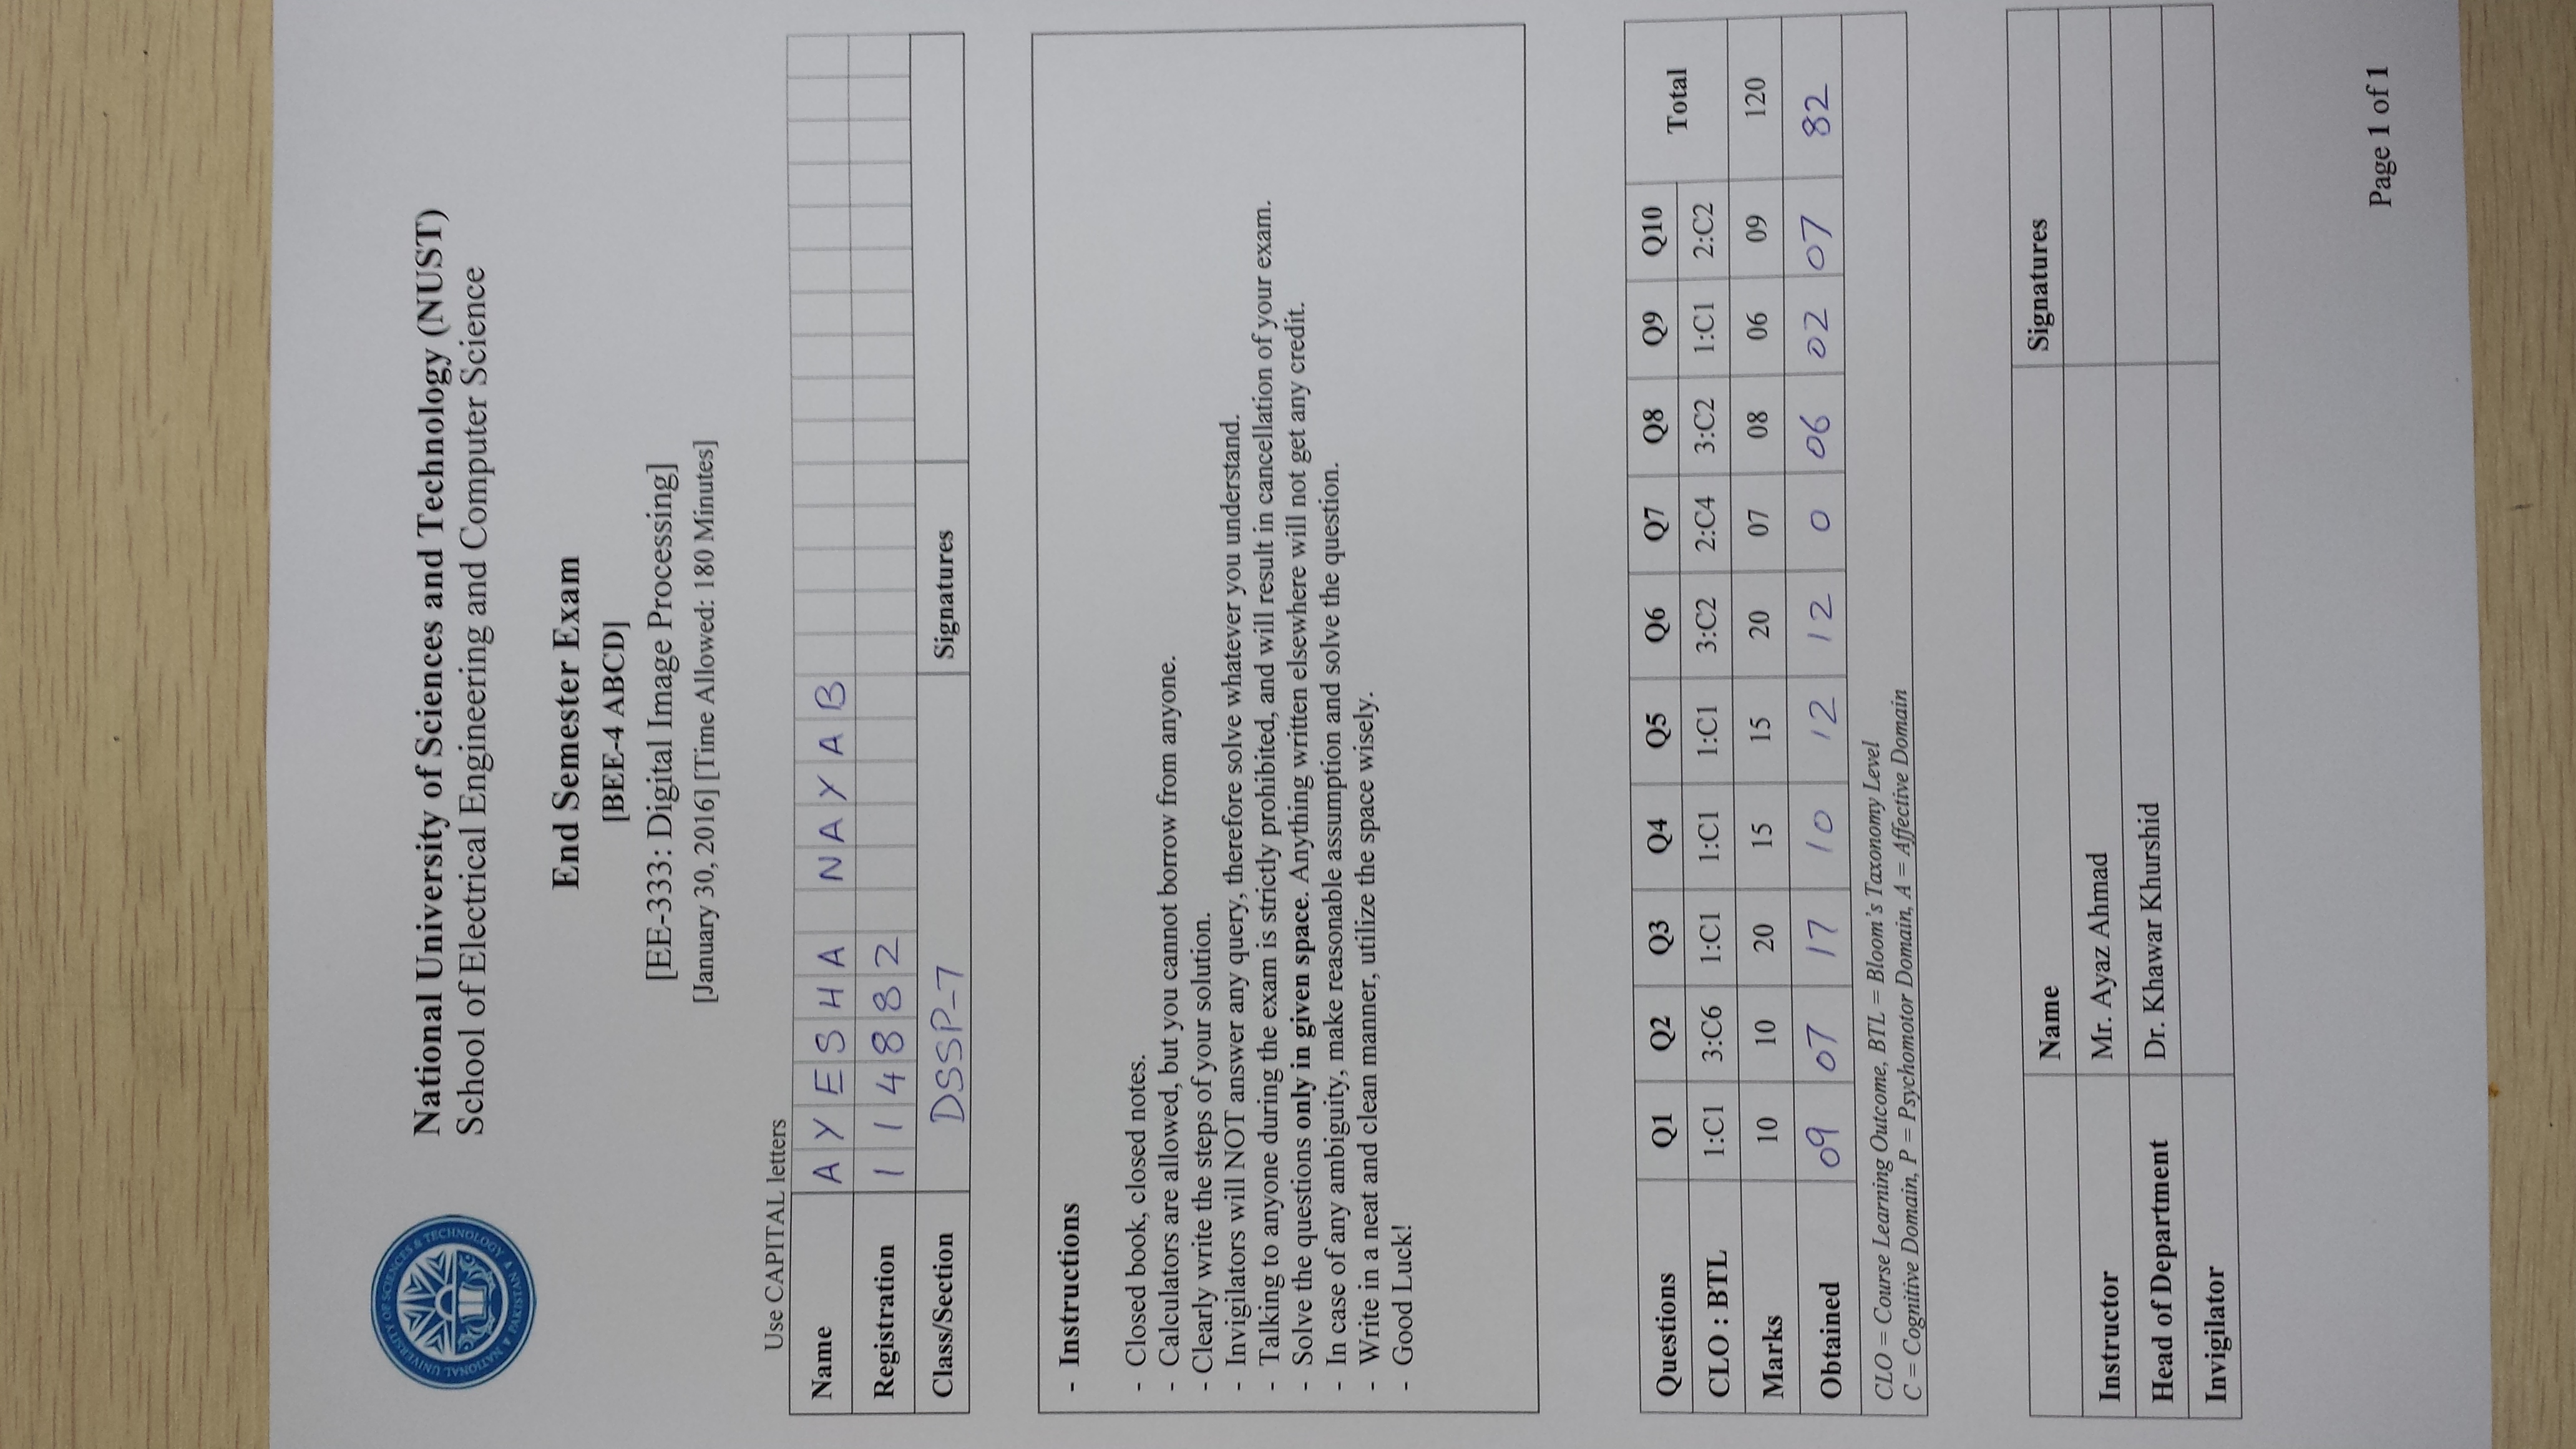 NATIONAL UNIVERSITY OF SCIENCES & TECHNOLOGY
PAKISTAN
National University of Sciences and Technology (NUST)
School of Electrical Engineering and Computer Science
End Semester Exam
[BEE-4 ABCD]
[EE-333: Digital Image Processing]
[January 30, 2016] [Time Allowed: 180 Minutes]
Use CAPITAL letters
Name AYESHA NAYAB
Registration 114882
Class/Section DSSP-7 Signatures
- Instructions
- Closed book, closed notes.
- Calculators are allowed, but you cannot borrow from anyone.
- Clearly write the steps of your solution.
- Invigilators will NOT answer any query, therefore solve whatever you understand.
- Talking to anyone during the exam is strictly prohibited, and will result in cancellation of your exam.
- Solve the questions only in given space. Anything written elsewhere will not get any credit.
- In case of any ambiguity, make reasonable assumption and solve the question.
- Write in a neat and clean manner, utilize the space wisely.
- Good Luck!
Questions Q1 Q2 Q3 Q4 Q5 Q6 Q7 Q8 Q9 Q10 Total
CLO : BTL 1:C1 3:C6 1:C1 1:C1 1:C1 3:C2 2:C4 3:C2 1:C1 2:C2
Marks 10 10 20 15 15 20 07 08 06 09 120
Obtained 09 07 17 10 12 12 0 06 02 07 82
CLO = Course Learning Outcome, BTL = Bloom's Taxonomy Level
C = Cognitive Domain, P = Psychomotor Domain, A = Affective Domain
Name Signatures
Instructor Mr. Ayaz Ahmad
Head of Department Dr. Khawar Khurshid
Invigilator
Page 1 of 1